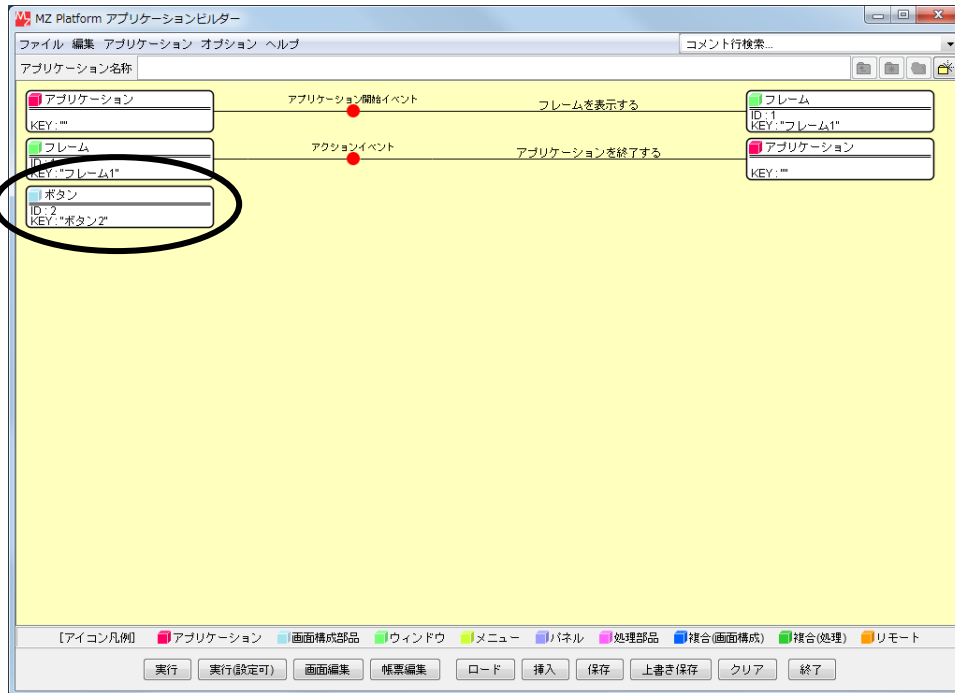 MZ Platform アプリケーションビルダー
ファイル 編集 アプリケーション オプション ヘルプ コメント行検索...
アプリケーション名称
アプリケーション アプリケーション開始イベント フレームを表示する フレーム
KEY:"" ID:1
KEY:"フレーム1"
フレーム アクションイベント アプリケーションを終了する アプリケーション
ID:1
KEY:"フレーム1" KEY:""
ボタン
ID:2
KEY:"ボタン2"
[アイコン凡例] アプリケーション 画面構成部品 ウィンドウ メニュー パネル 処理部品 複合(画面構成) 複合(処理) リモート
実行 実行(設定可) 画面編集 帳票編集 ロード 挿入 保存 上書き保存 クリア 終了